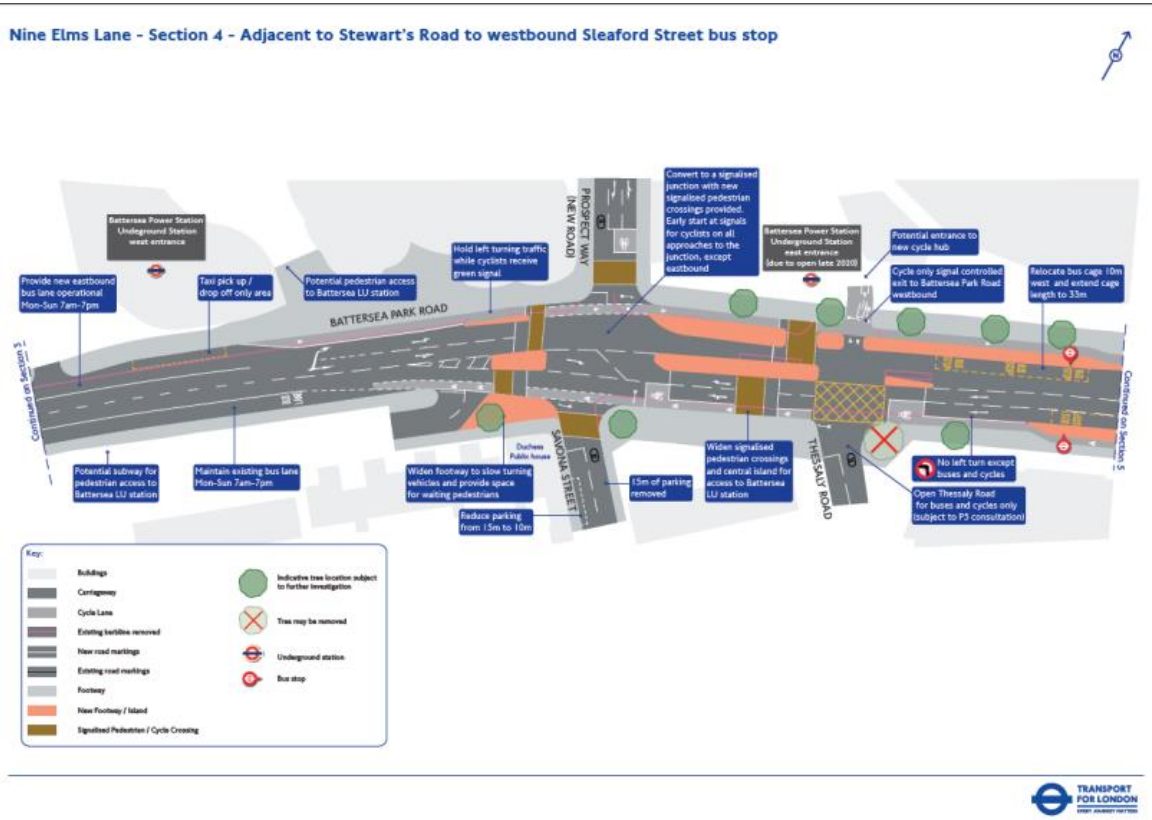 Nine Elms Lane - Section 4 - Adjacent to Stewart's Road to westbound Sleaford Street bus stop
N
Battersea Power Station
Undeground Station
west entrance
Provide new eastbound
bus lane operational
Mon-Sun 7am-7pm
Taxi pick up /
drop off only area
Potential pedestrian access
to Battersea LU station
BATTERSEA PARK ROAD
Hold left turning traffic
while cyclists receive
green signal
PROSPECT WAY
(NEW ROAD)
Convert to a signalised
junction with new
signalised pedestrian
crossings provided.
Early start at signals
for cyclists on all
approaches to the
junction, except
eastbound
Battersea Power Station
Underground Station
east entrance
(due to open late 2020)
Potential entrance to
new cycle hub
Cycle only signal controlled
exit to Battersea Park Road
westbound
Relocate bus cage 10m
west and extend cage
length to 33m
Continued on Section 5
Continued on Section 5
Potential subway for
pedestrian access to
Battersea LU station
Maintain existing bus lane
Mon-Sun 7am-7pm
Widen footway to slow turning
vehicles and provide space
for waiting pedestrians
Duchess
Public house
Reduce parking
from 15m to 10m
SAVONA STREET
15m of parking
removed
Widen signalised
pedestrian crossings
and central island for
access to Battersea
LU station
THESSALY ROAD
No left turn except
buses and cycles
Open Thessaly Road
for buses and cycles only
(subject to P5 consultation)
Key:
Buildings
Carriageway
Cycle Lane
Existing kerbline removed
New road markings
Existing road markings
Footway
New Footway / Island
Signalised Pedestrian / Cycle Crossing
Indicative tree location subject
to further investigation
Tree may be removed
Underground station
Bus stop
TRANSPORT
FOR LONDON
EVERY JOURNEY MATTERS